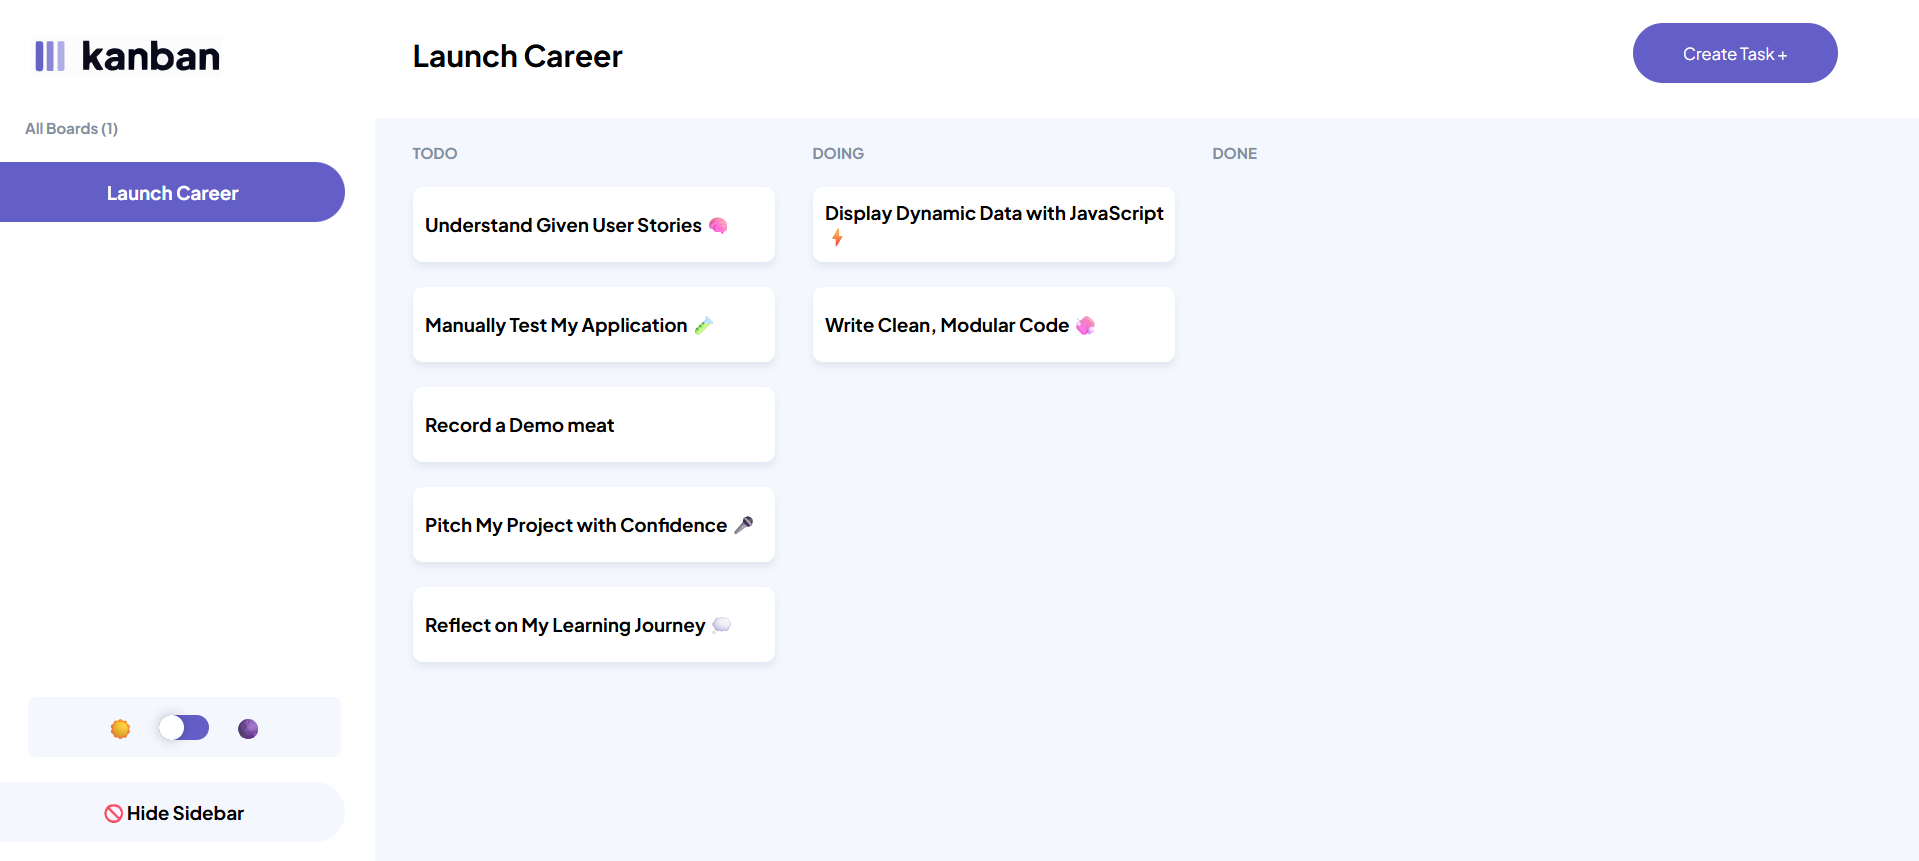 kanban
Launch Career
Create Task +
All Boards (1)
Launch Career
TODO
Understand Given User Stories 🧠
Manually Test My Application 🧪
Record a Demo meat
Pitch My Project with Confidence 🎤
Reflect on My Learning Journey 💭
DOING
Display Dynamic Data with JavaScript
⚡
Write Clean, Modular Code
DONE
🚫 Hide Sidebar